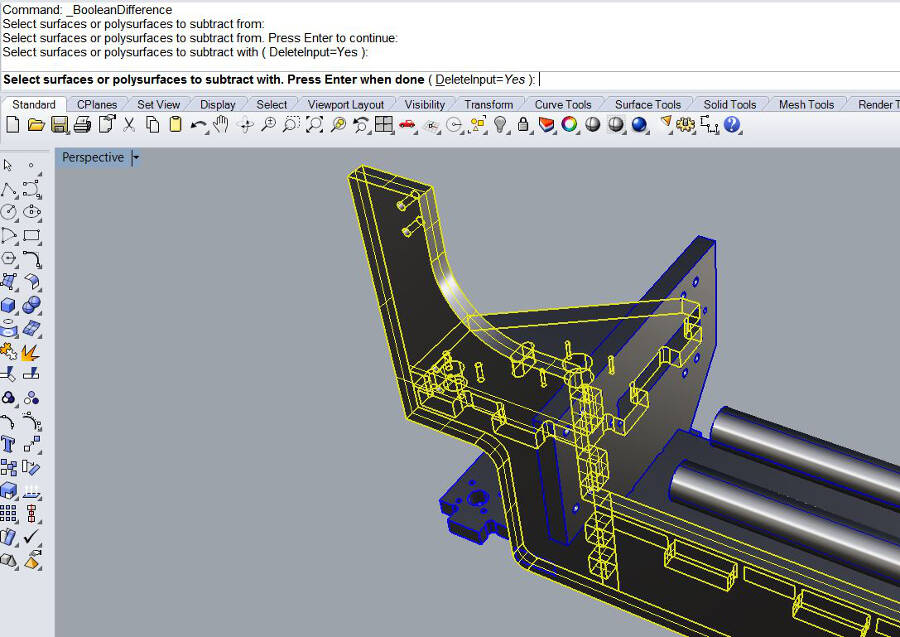 Command: _BooleanDifference
Select surfaces or polysurfaces to subtract from:
Select surfaces or polysurfaces to subtract from. Press Enter to continue:
Select surfaces or polysurfaces to subtract with ( DeleteInput=Yes ):
Select surfaces or polysurfaces to subtract with. Press Enter when done ( DeleteInput=Yes ):
Standard CPlanes Set View Display Select Viewport Layout Visibility Transform Curve Tools Surface Tools Solid Tools Mesh Tools Render T
Perspective